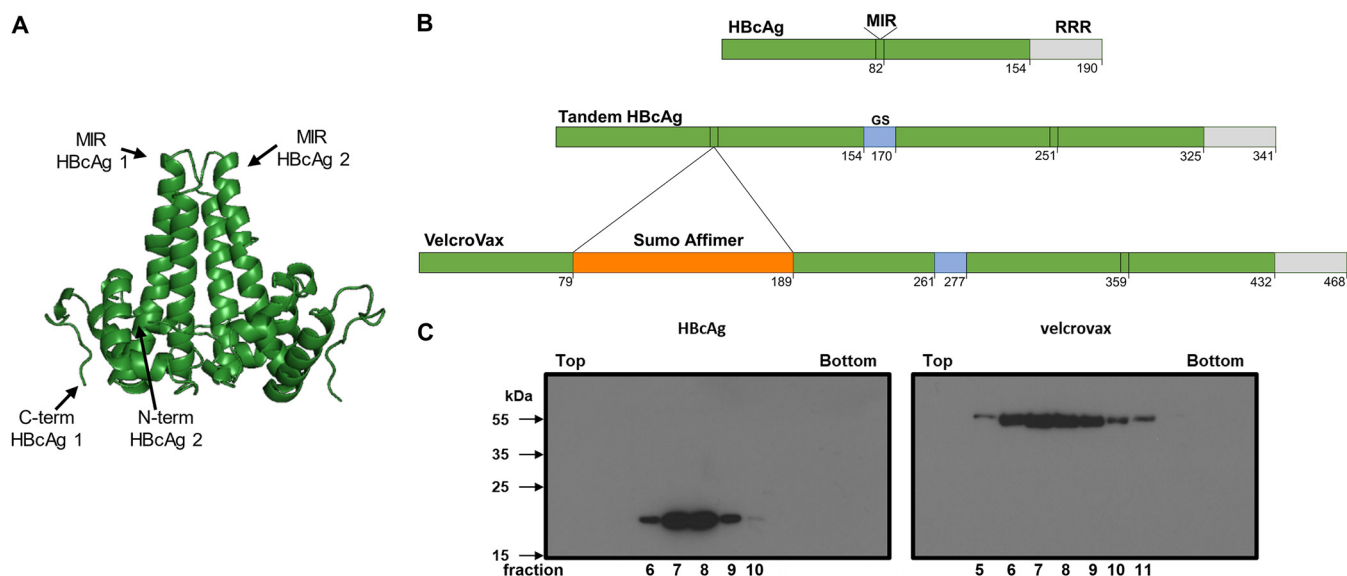 A
MIR
HBcAg 1
MIR
HBcAg 2
C-term
HBcAg 1
N-term
HBcAg 2
B
HBcAg MIR RRR
82 154 190
Tandem HBcAg GS
154 170 251 325 341
VelcroVax Sumo Affimer
79 189 261 277 359 432 468
C
HBcAg velcrovax
Top Bottom Top Bottom
kDa
55
35
25
15
fraction 6 7 8 9 10 5 6 7 8 9 10 11